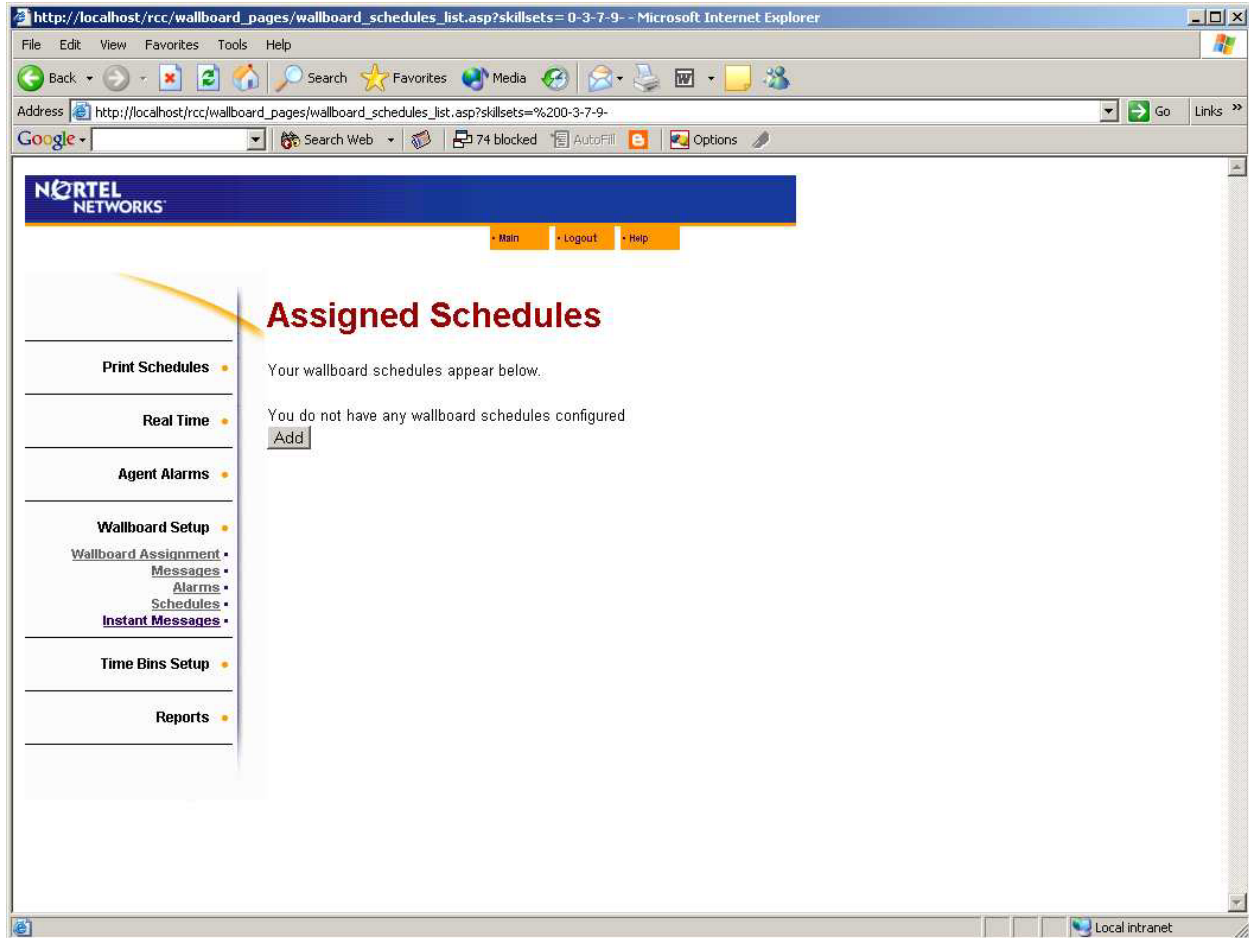 http://localhost/rcc/wallboard_pages/wallboard_schedules_list.asp?skillsets= 0-3-7-9- - Microsoft Internet Explorer
File Edit View Favorites Tools Help
Back Search Favorites Media
Address http://localhost/rcc/wallboard_pages/wallboard_schedules_list.asp?skillsets=%200-3-7-9- Go Links »
Google Search Web 74 blocked AutoFill Options
NORTEL
NETWORKS
Main Logout Help
Assigned Schedules
Print Schedules
Your wallboard schedules appear below.
Real Time
You do not have any wallboard schedules configured
Add
Agent Alarms
Wallboard Setup
Wallboard Assignment
Messages
Alarms
Schedules
Instant Messages
Time Bins Setup
Reports
Local intranet